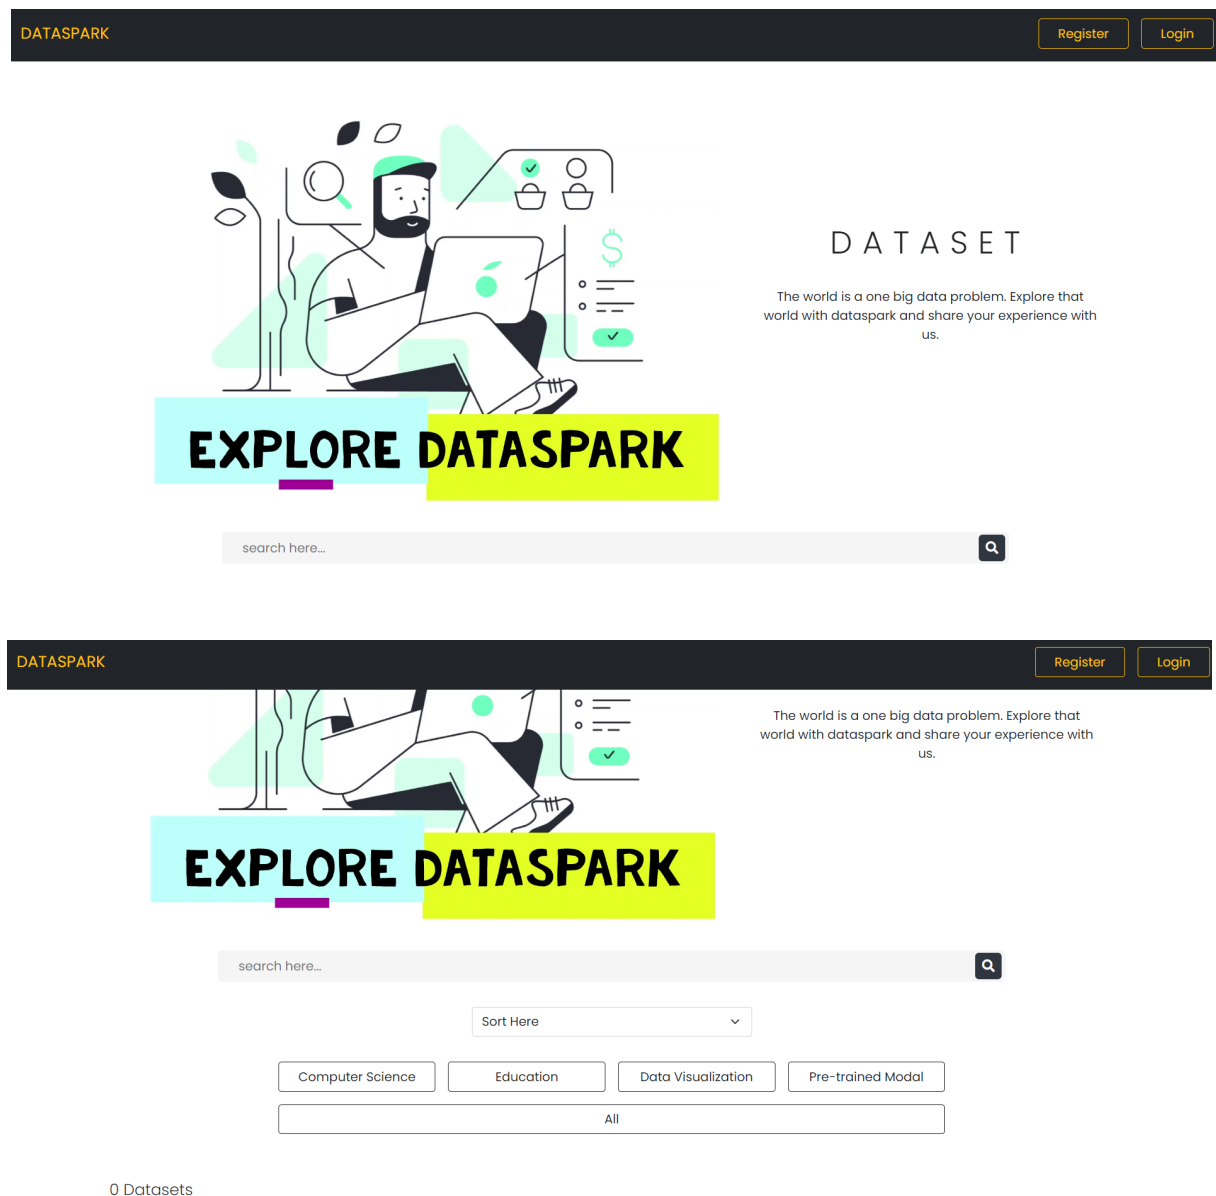 DATASPARK
Register
Login
DATASET
The world is a one big data problem. Explore that
world with dataspark and share your experience with
us.
EXPLORE DATASPARK
search here...
DATASPARK
Register
Login
The world is a one big data problem. Explore that
world with dataspark and share your experience with
us.
EXPLORE DATASPARK
search here...
Sort Here
Computer Science
Education
Data Visualization
Pre-trained Modal
All
0 Datasets